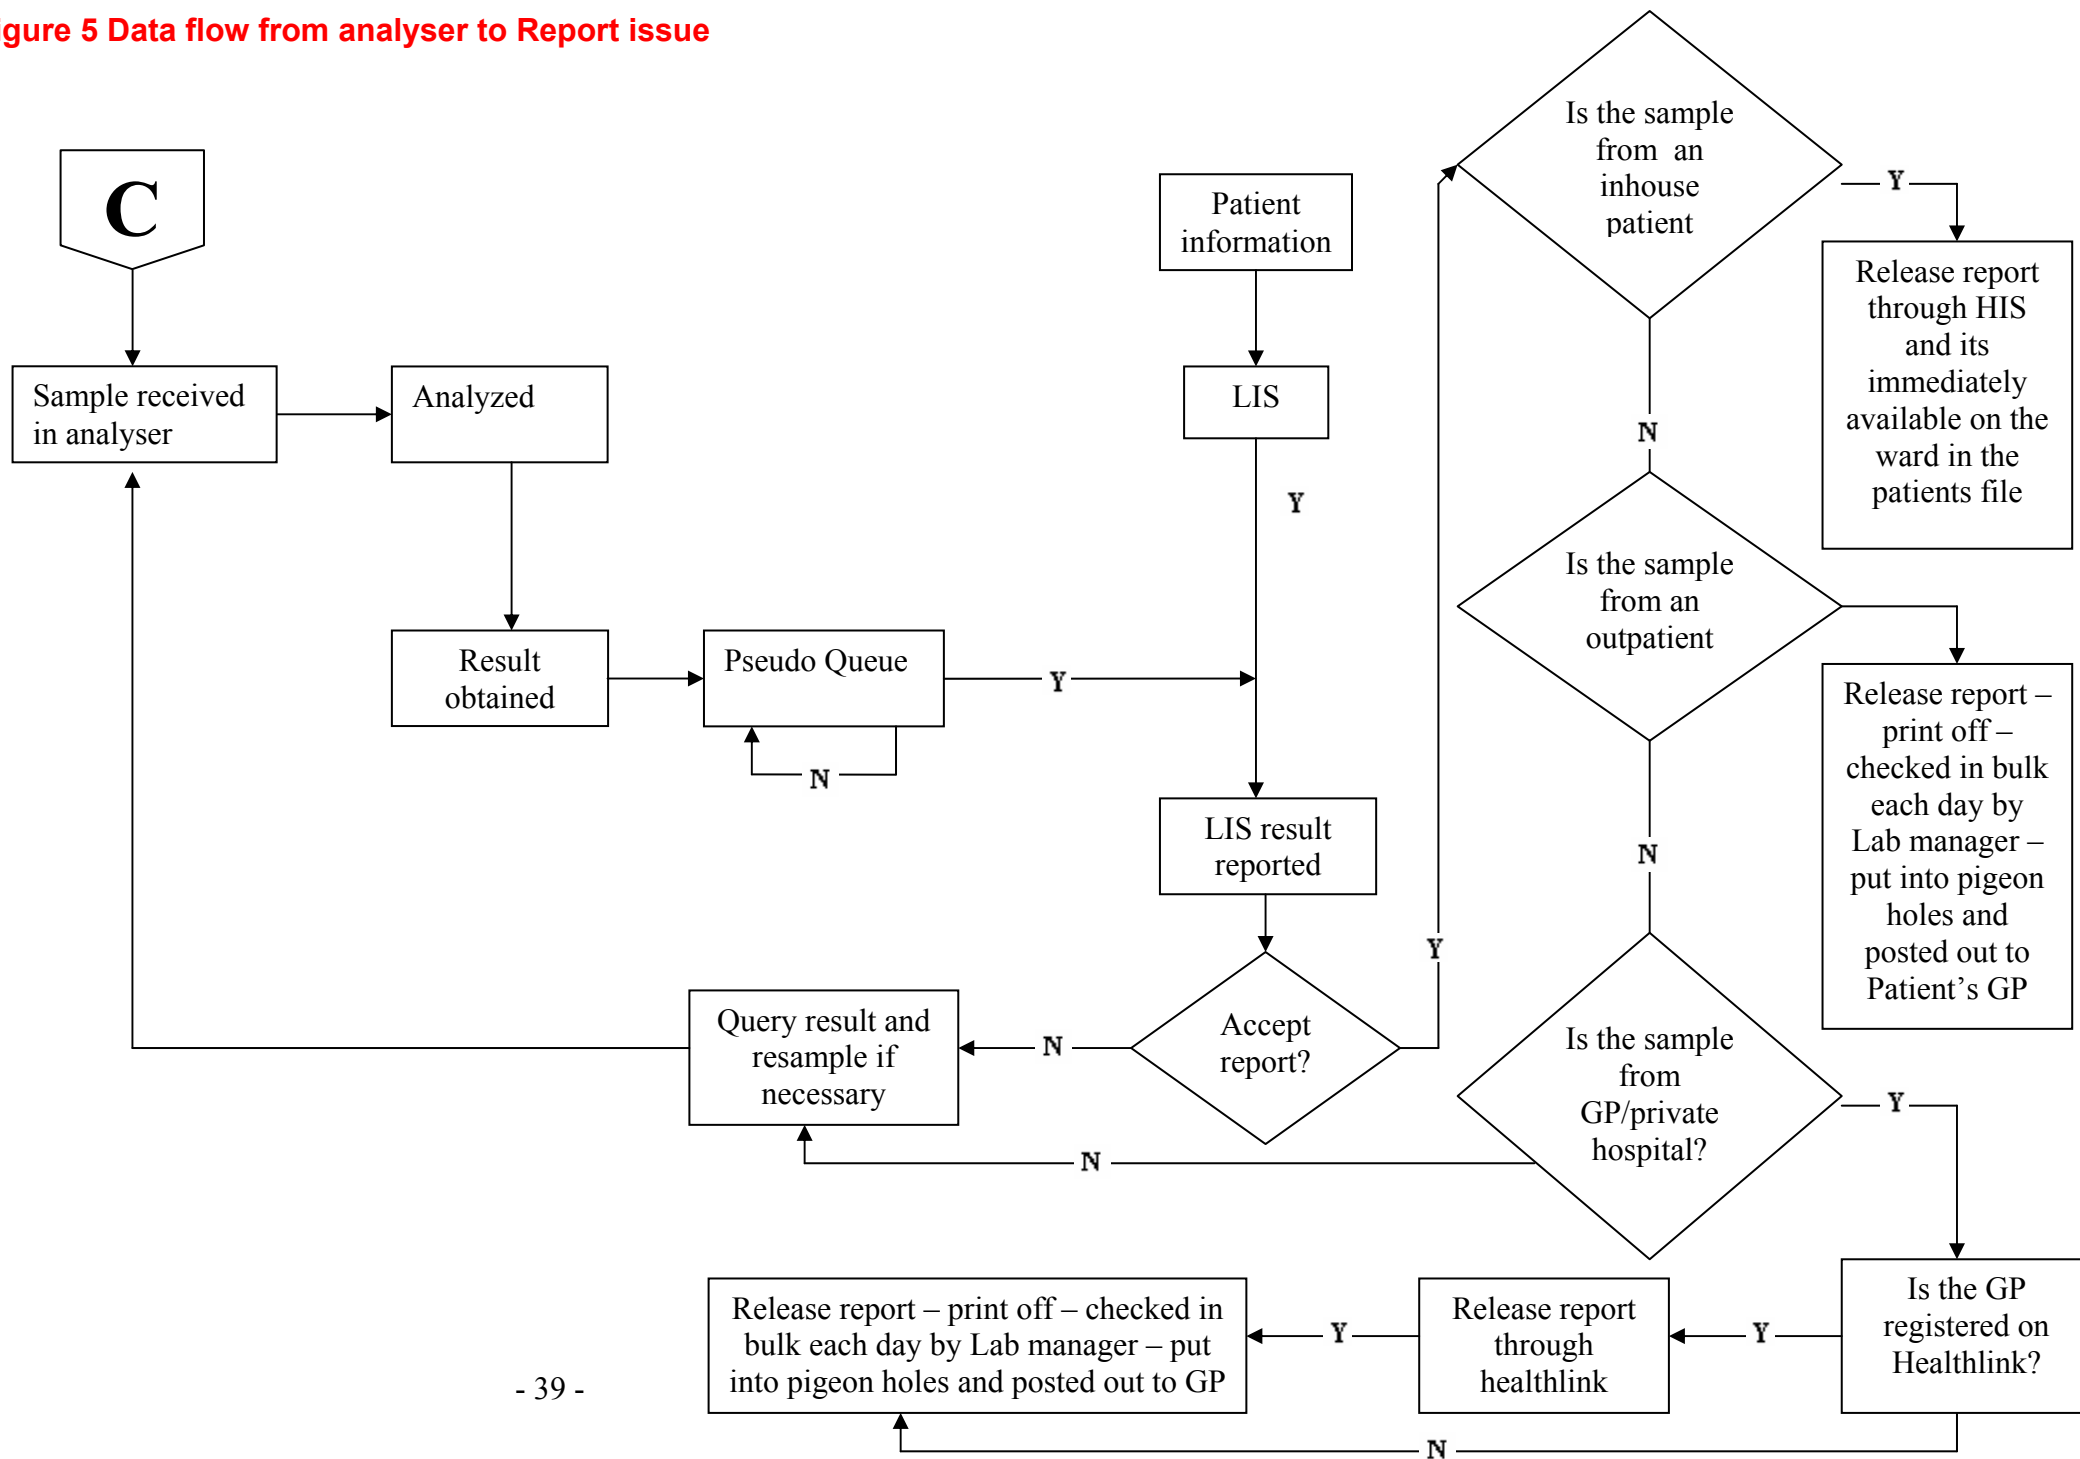 igure 5 Data flow from analyser to Report issue
C
Sample received
in analyser
Analyzed
Result
obtained
Pseudo Queue
N
Y
Patient
information
LIS
Y
LIS result
reported
Accept
report?
N
Query result and
resample if
necessary
Y
Is the sample
from an
inhouse
patient
Y
Release report
through HIS
and its
immediately
available on the
ward in the
patients file
N
Is the sample
from an
outpatient
Release report –
print off –
checked in bulk
each day by
Lab manager –
put into pigeon
holes and
posted out to
Patient’s GP
N
Is the sample
from
GP/private
hospital?
N
Y
Is the GP
registered on
Healthlink?
Y
Release report
through
healthlink
Y
Release report – print off – checked in
bulk each day by Lab manager – put
into pigeon holes and posted out to GP
N
- 39 -